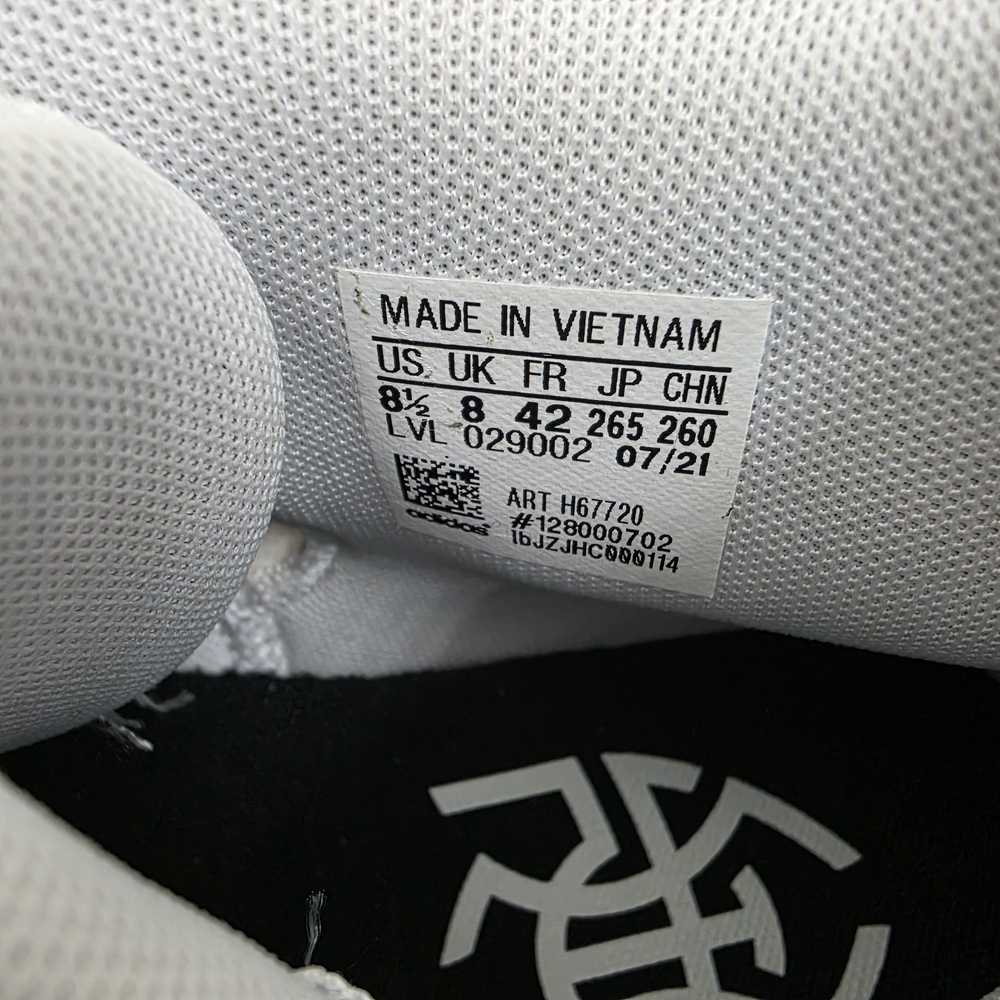 MADE IN VIETNAM
US UK FR JP CHN
8½ 8 42 265 260
LVL 029002 07/21
ART H67720
#128000702
adidas
1bJZJHC000114